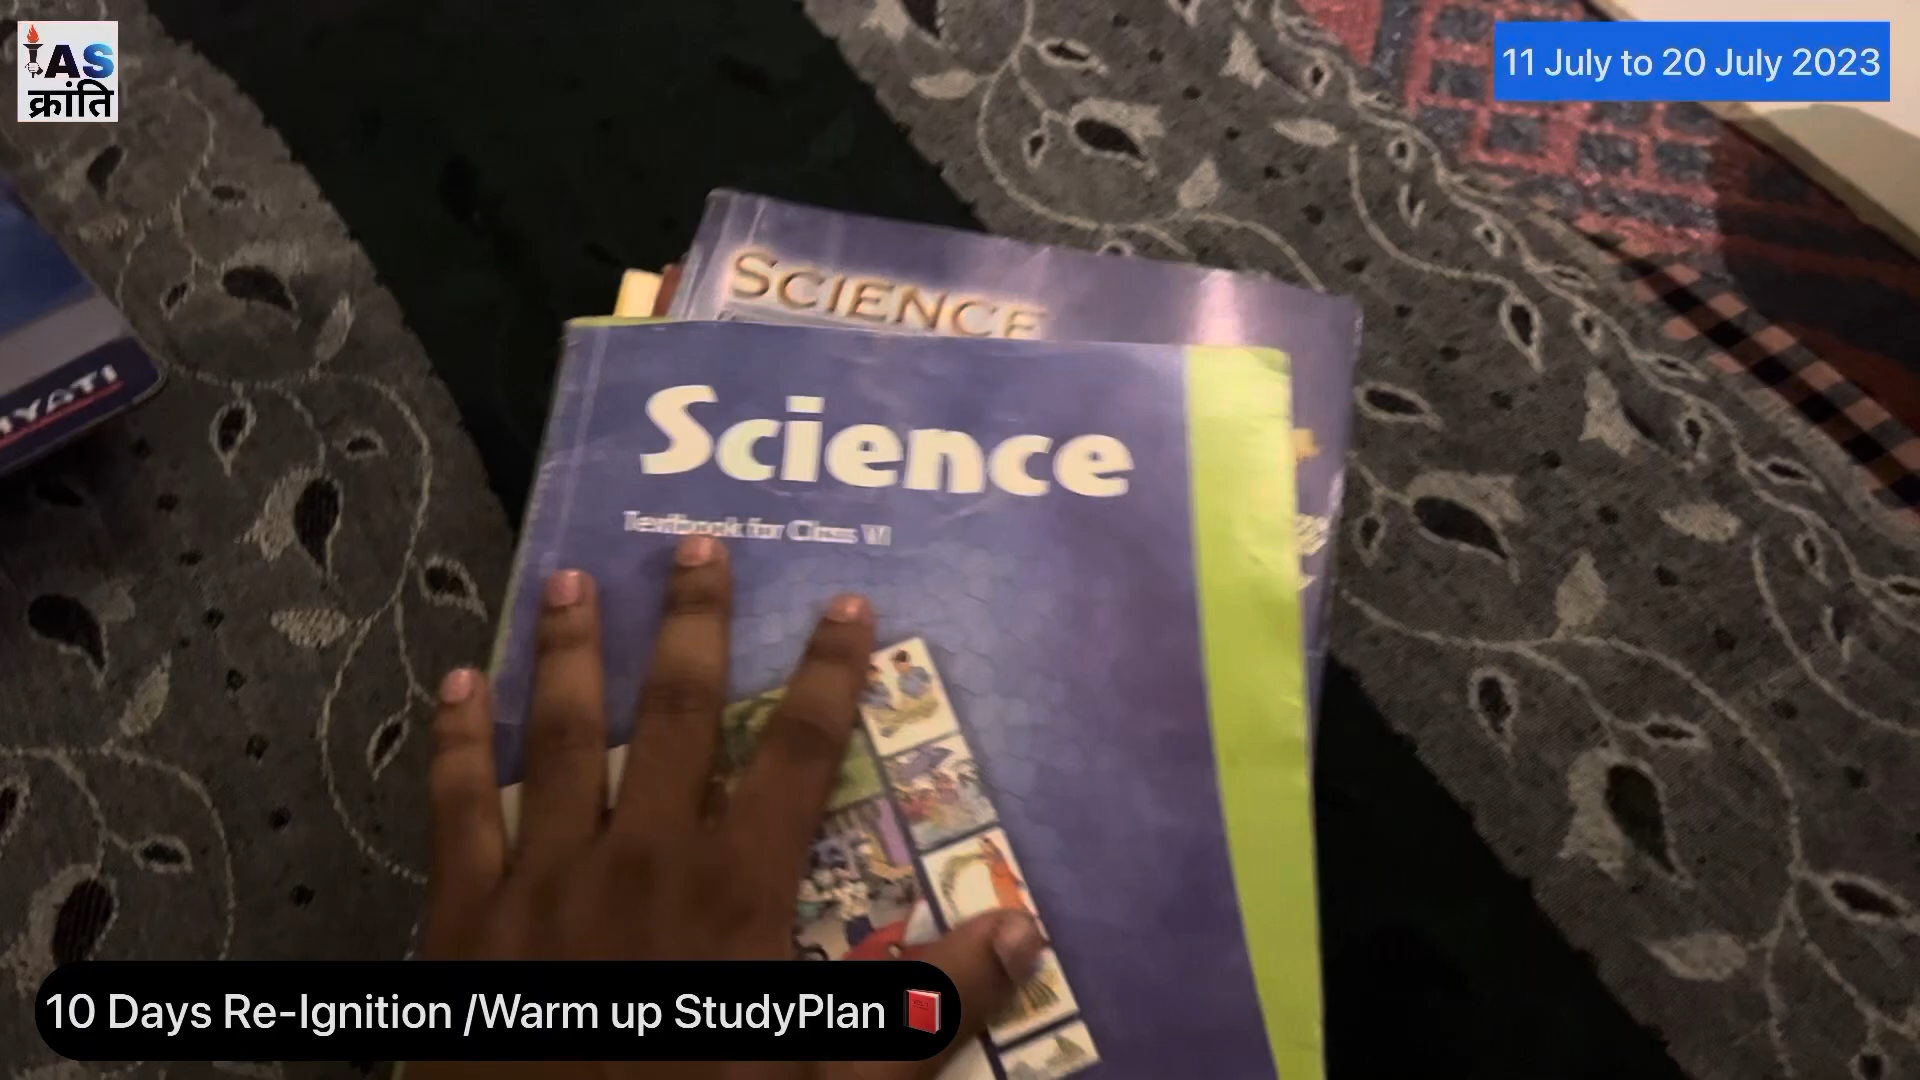 IAS
क्रांति
11 July to 20 July 2023
SCIENCE
Science
Textbook for Class VI
YATI
10 Days Re-Ignition /Warm up StudyPlan